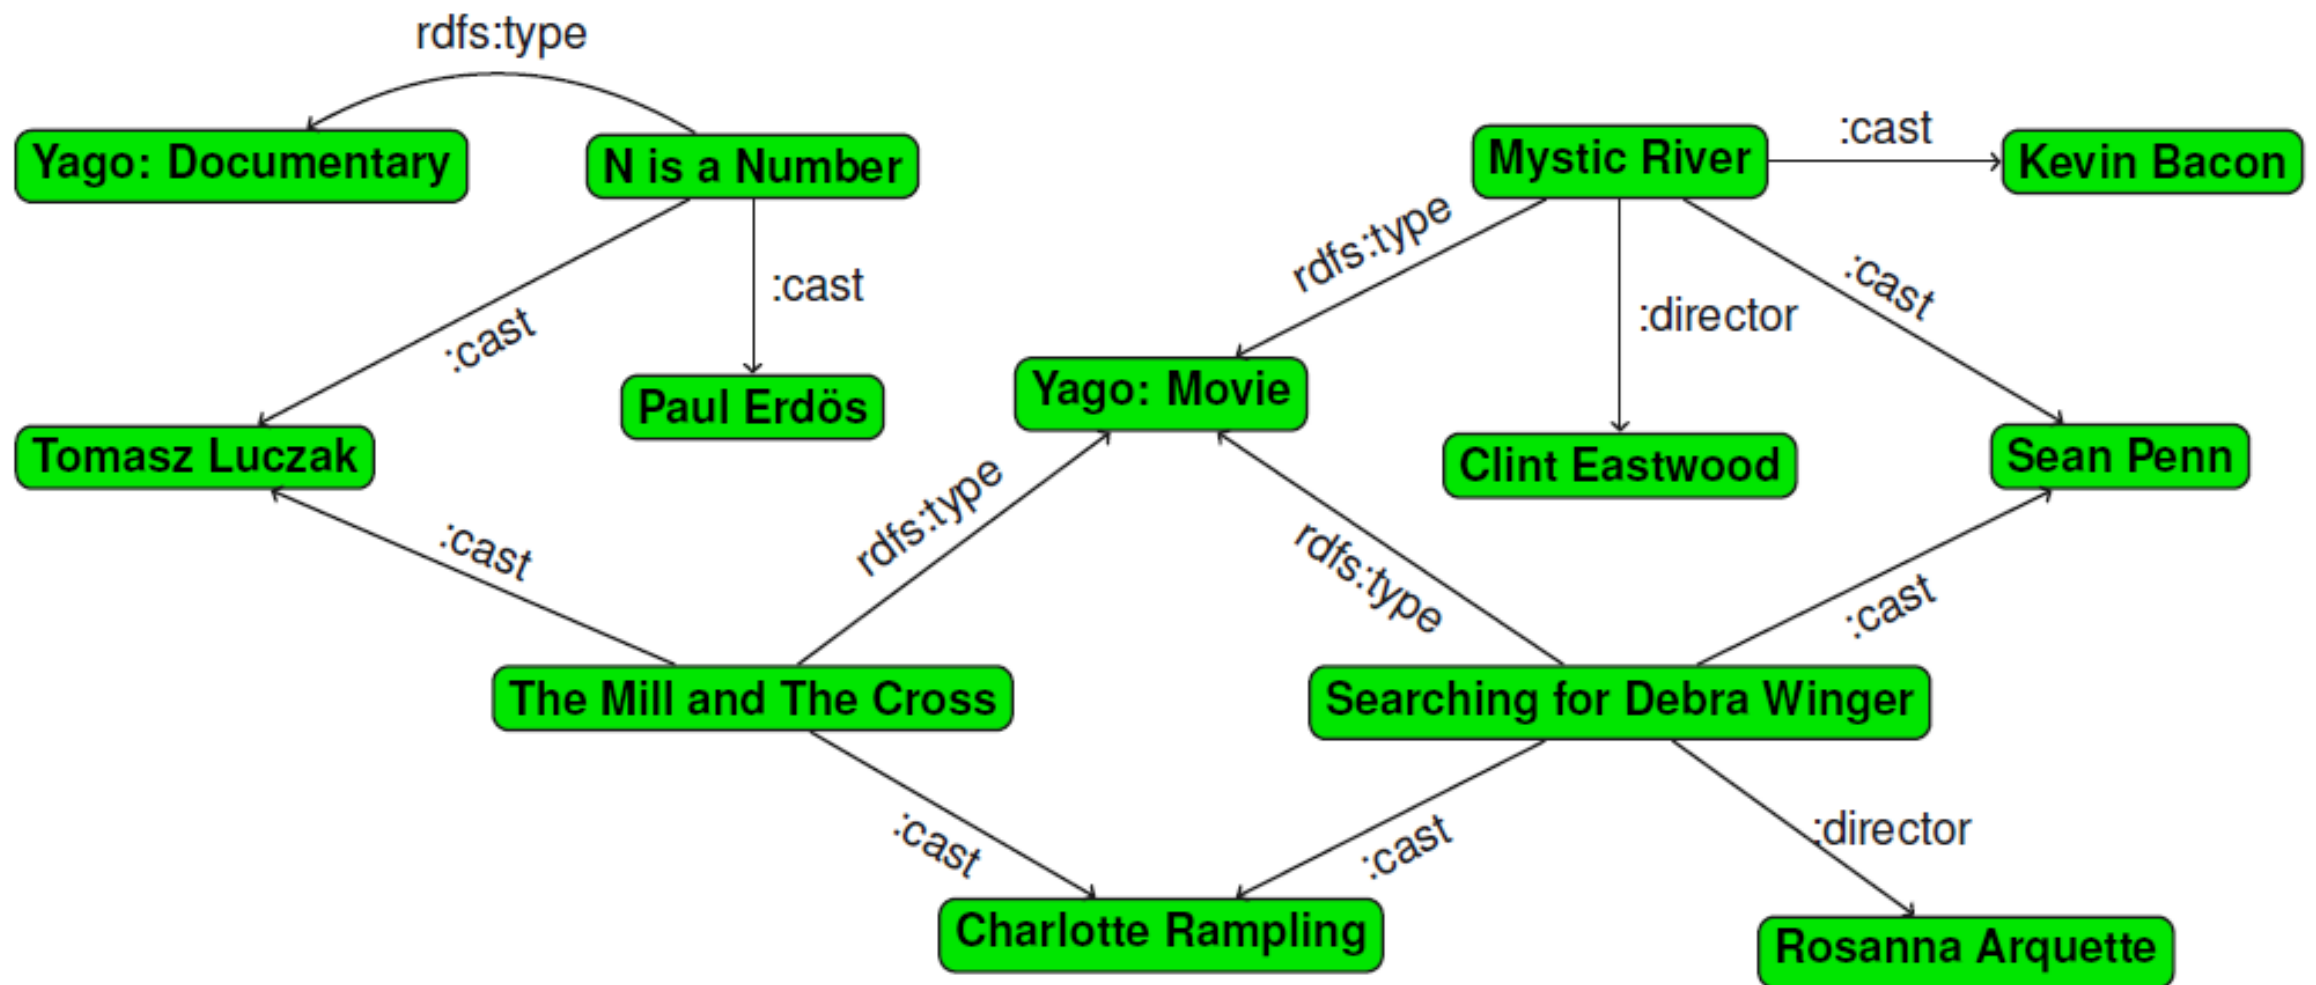 rdfs:type
Yago: Documentary
N is a Number
Mystic River
:cast
Kevin Bacon
rdfs:type
:cast
:director
:cast
:cast
Paul Erdös
Yago: Movie
Tomasz Luczak
Clint Eastwood
Sean Penn
:cast
rdfs:type
rdfs:type
:cast
The Mill and The Cross
Searching for Debra Winger
:cast
:cast
:director
Charlotte Rampling
Rosanna Arquette